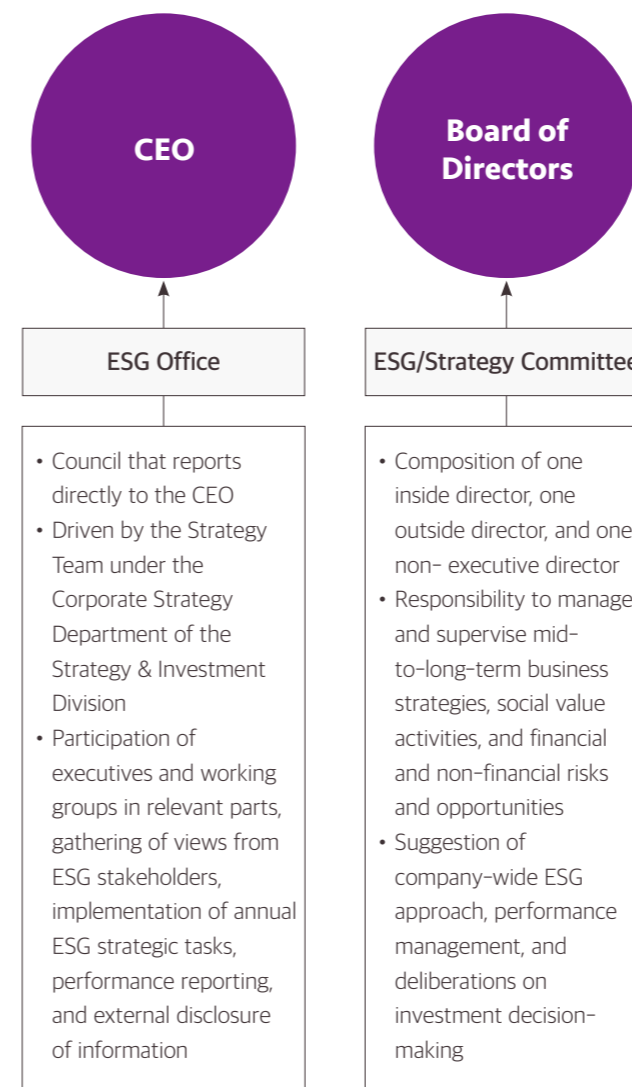 CEO
ESG Office
• Council that reports
directly to the CEO
• Driven by the Strategy
Team under the
Corporate Strategy
Department of the
Strategy & Investment
Division
• Participation of
executives and working
groups in relevant parts,
gathering of views from
ESG stakeholders,
implementation of annual
ESG strategic tasks,
performance reporting,
and external disclosure
of information
Board of
Directors
ESG/Strategy Committee
• Composition of one
inside director, one
outside director, and one
non- executive director
• Responsibility to manage
and supervise mid-
to-long-term business
strategies, social value
activities, and financial
and non-financial risks
and opportunities
• Suggestion of
company-wide ESG
approach, performance
management, and
deliberations on
investment decision-
making